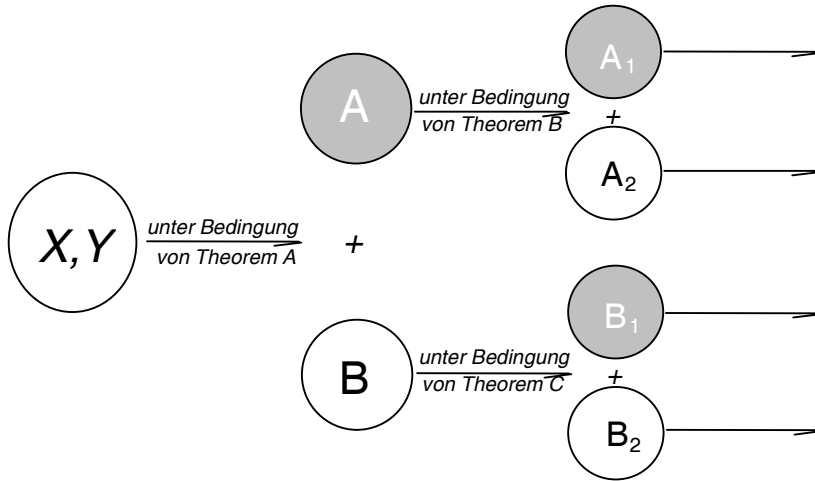 X, Y
unter Bedingung
von Theorem A
+
A
unter Bedingung
von Theorem B
A₁
+
A₂
B
unter Bedingung
von Theorem C
B₁
+
B₂